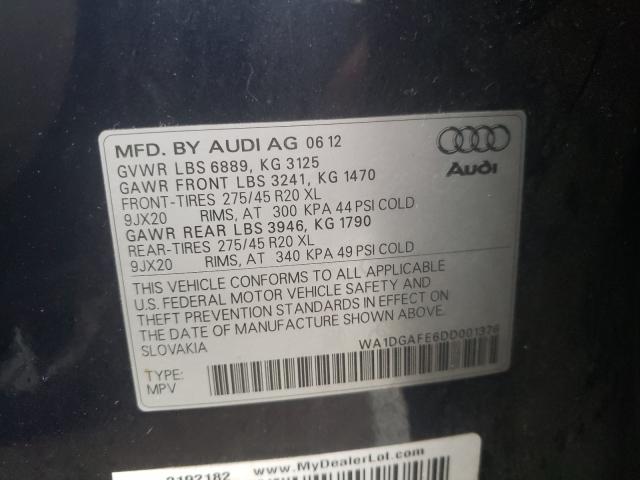 MFD. BY AUDI AG 06 12
GVWR LBS 6889, KG 3125
GAWR FRONT LBS 3241, KG 1470
FRONT-TIRES 275/45 R20 XL
9JX20 RIMS, AT 300 KPA 44 PSI COLD
GAWR REAR LBS 3946, KG 1790
REAR-TIRES 275/45 R20 XL
9JX20 RIMS, AT 340 KPA 49 PSI COLD
THIS VEHICLE CONFORMS TO ALL APPLICABLE
U.S. FEDERAL MOTOR VEHICLE SAFETY AND
THEFT PREVENTION STANDARDS IN EFFECT ON
THE DATE OF MANUFACTURE SHOWN ABOVE.
SLOVAKIA
WA1DGAFE6DD001376
TYPE:
MPV
Audi
www.MyDealerLot.com